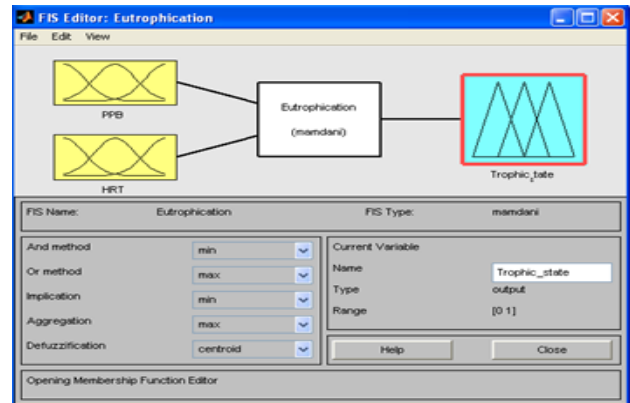 FIS Editor: Eutrophication
File Edit View
PPB
HRT
Eutrophication
(mamdani)
Trophic_state
FIS Name: Eutrophication FIS Type: mamdani
And method min
Or method max
Implication min
Aggregation max
Defuzzification centroid
Current Variable
Name Trophic_state
Type output
Range [0 1]
Help Close
Opening Membership Function Editor